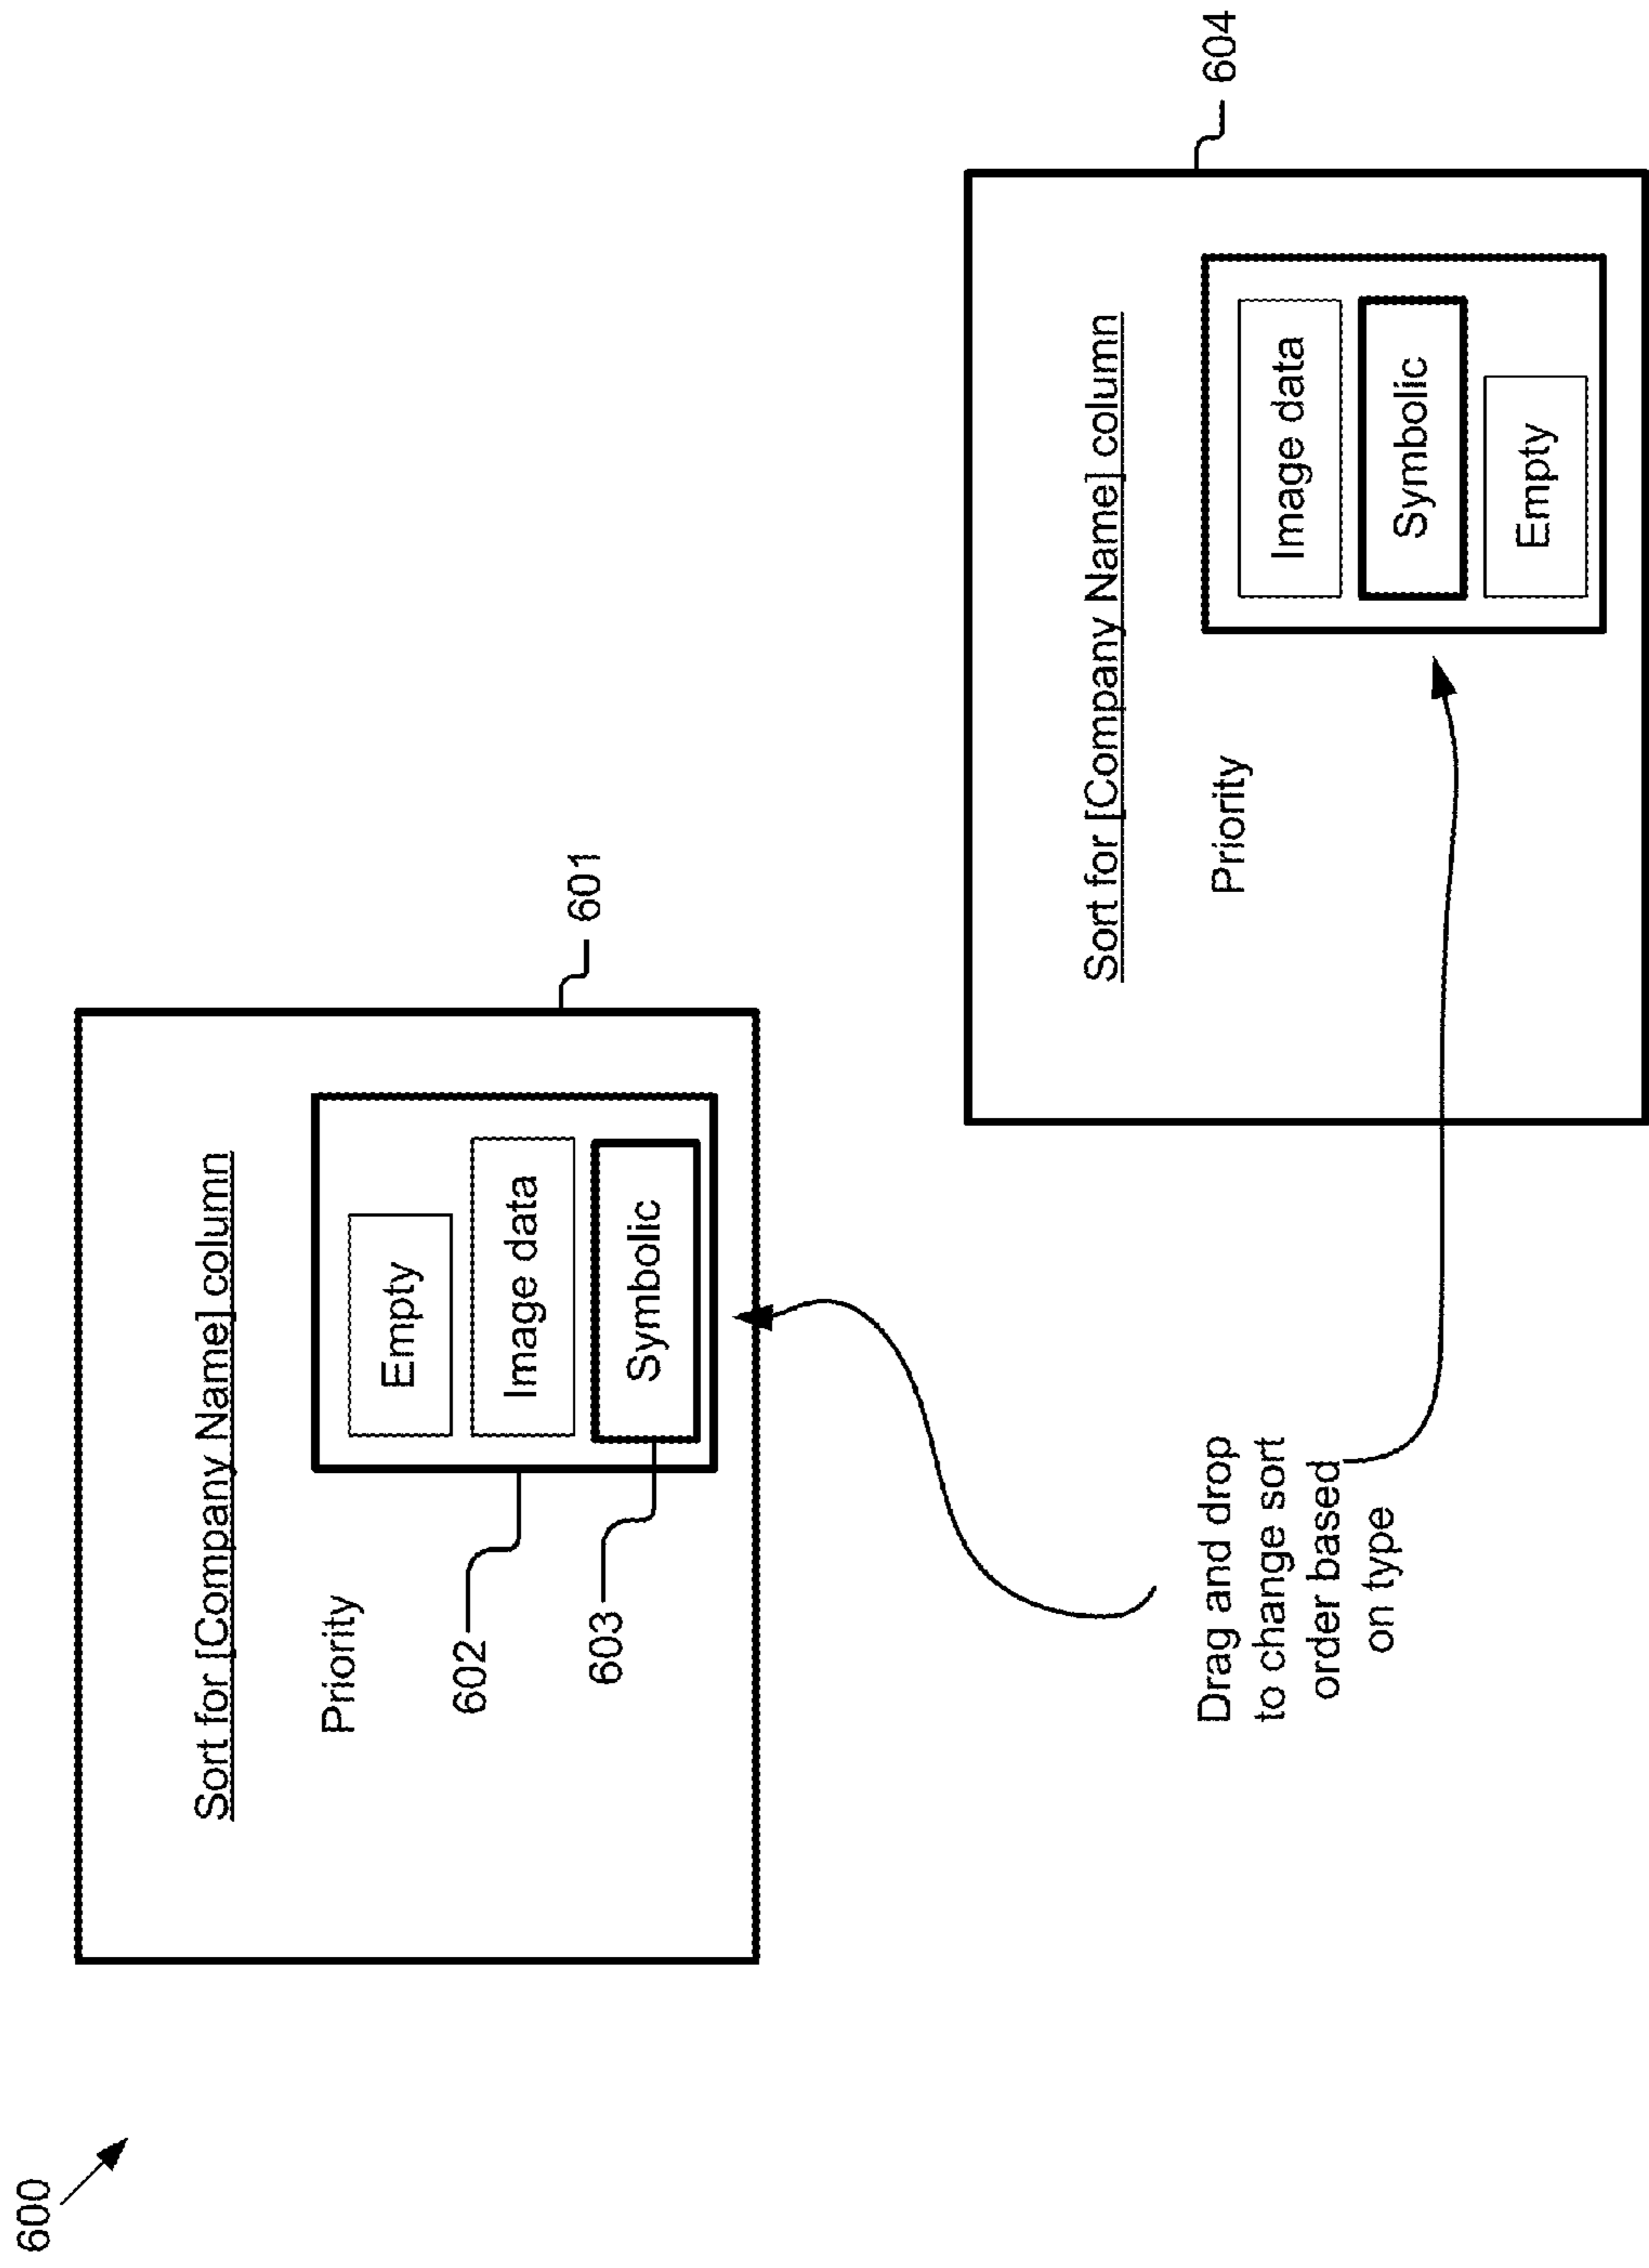 600
Sort for [Company Name] column
Priority
Empty
Image data
Symbolic
602
603
601
Drag and drop
to change sort
order based
on type
Sort for [Company Name] column
Priority
Image data
Symbolic
Empty
604